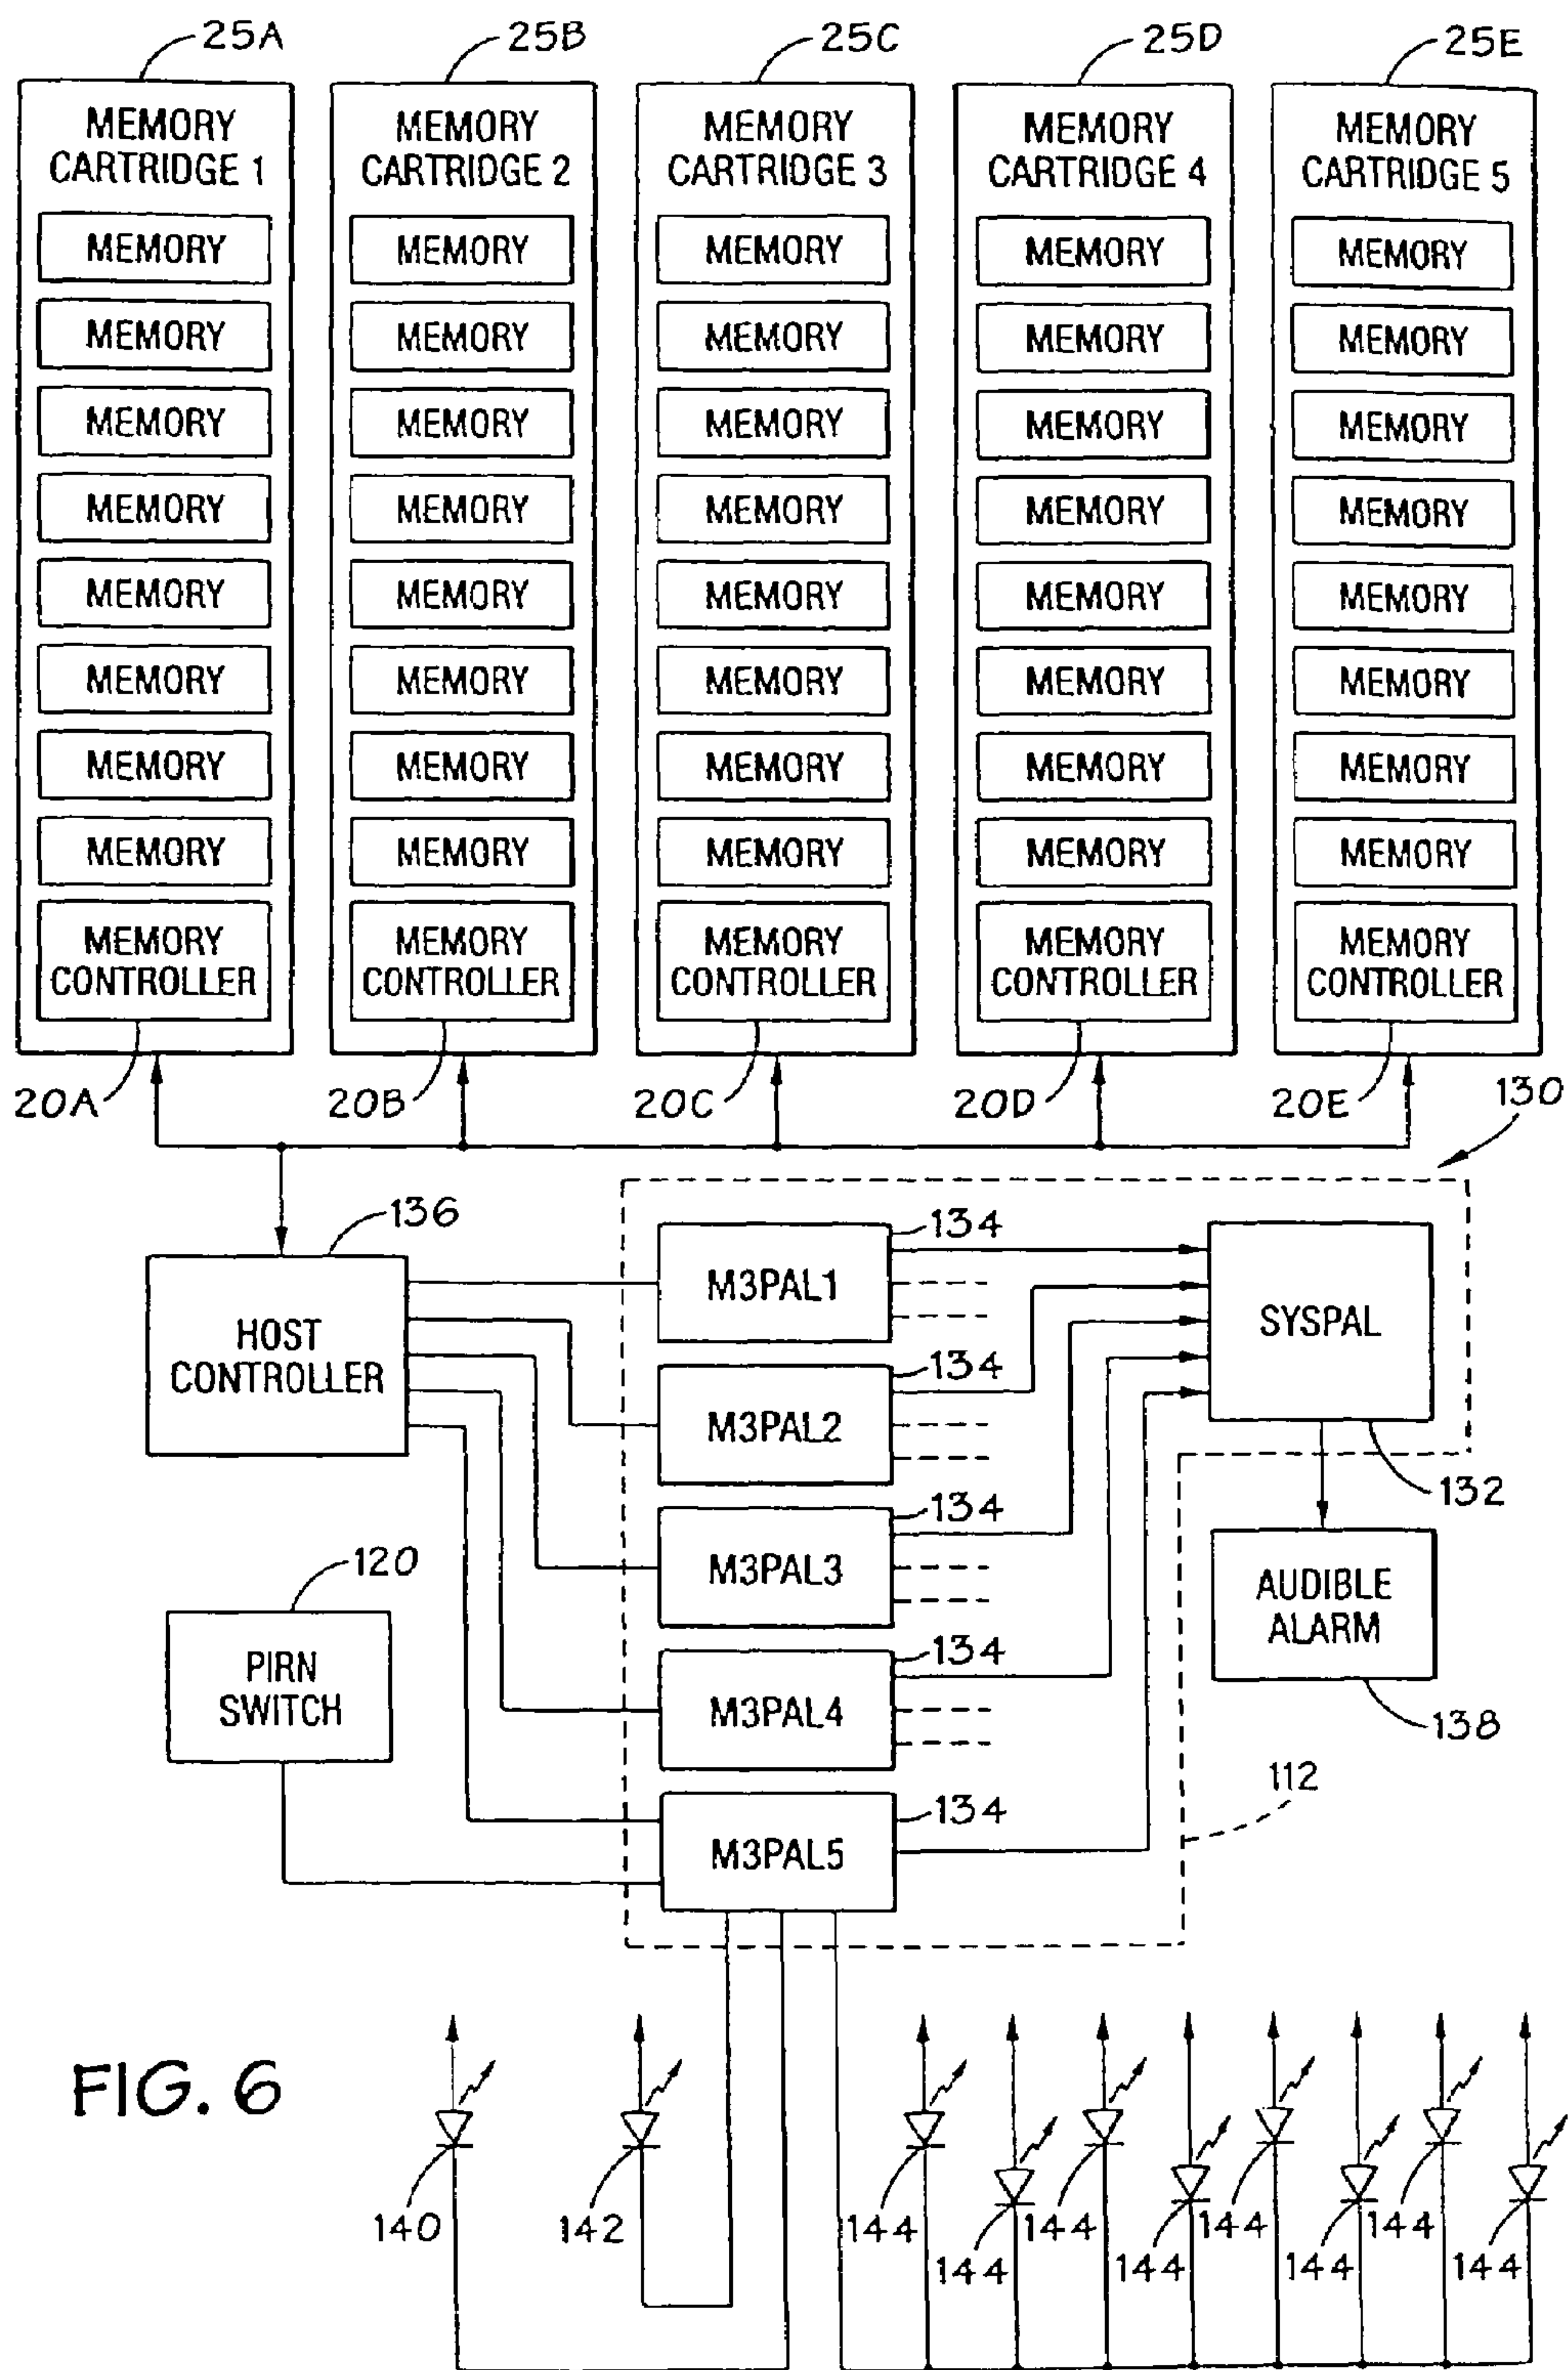 25A 25B 25C 25D 25E
MEMORY CARTRIDGE 1
MEMORY
MEMORY
MEMORY
MEMORY
MEMORY
MEMORY
MEMORY
MEMORY
MEMORY CONTROLLER
MEMORY CARTRIDGE 2
MEMORY
MEMORY
MEMORY
MEMORY
MEMORY
MEMORY
MEMORY
MEMORY
MEMORY CONTROLLER
MEMORY CARTRIDGE 3
MEMORY
MEMORY
MEMORY
MEMORY
MEMORY
MEMORY
MEMORY
MEMORY
MEMORY CONTROLLER
MEMORY CARTRIDGE 4
MEMORY
MEMORY
MEMORY
MEMORY
MEMORY
MEMORY
MEMORY
MEMORY
MEMORY CONTROLLER
MEMORY CARTRIDGE 5
MEMORY
MEMORY
MEMORY
MEMORY
MEMORY
MEMORY
MEMORY
MEMORY
MEMORY CONTROLLER
20A 20B 20C 20D 20E
130
136
HOST
CONTROLLER
134
M3PAL1
134
M3PAL2
134
M3PAL3
134
M3PAL4
134
M3PAL5
SYSPAL
132
AUDIBLE
ALARM
138
120
PIRN
SWITCH
112
FIG. 6
140 142 144 144 144 144 144 144 144 144